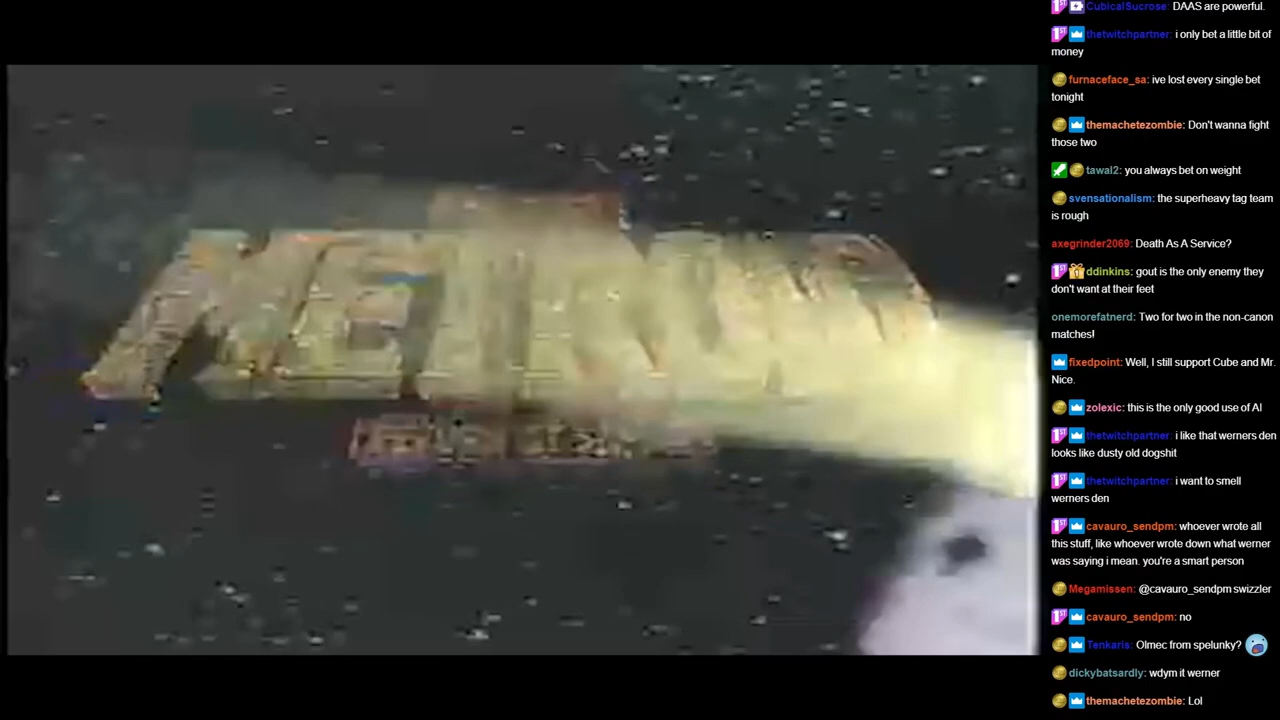 CubicalSucrose: DAAS are powerful.
thetwitchpartner: i only bet a little bit of
money
furnaceface_sa: ive lost every single bet
tonight
themachetezombie: Don't wanna fight
those two
tawal2: you always bet on weight
svensationalism: the superheavy tag team
is rough
axegrinder2069: Death As A Service?
ddinkins: gout is the only enemy they
don't want at their feet
onemorefatnerd: Two for two in the non-canon
matches!
fixedpoint: Well, I still support Cube and Mr.
Nice.
zolexic: this is the only good use of AI
thetwitchpartner: i like that werners den
looks like dusty old dogshit
thetwitchpartner: i want to smell
werners den
cavauro_sendpm: whoever wrote all
this stuff, like whoever wrote down what werner
was saying i mean. you're a smart person
Megamissen: @cavauro_sendpm swizzler
cavauro_sendpm: no
Tenkaris: Olmec from spelunky?
dickybatsardly: wdym it werner
themachetezombie: Lol